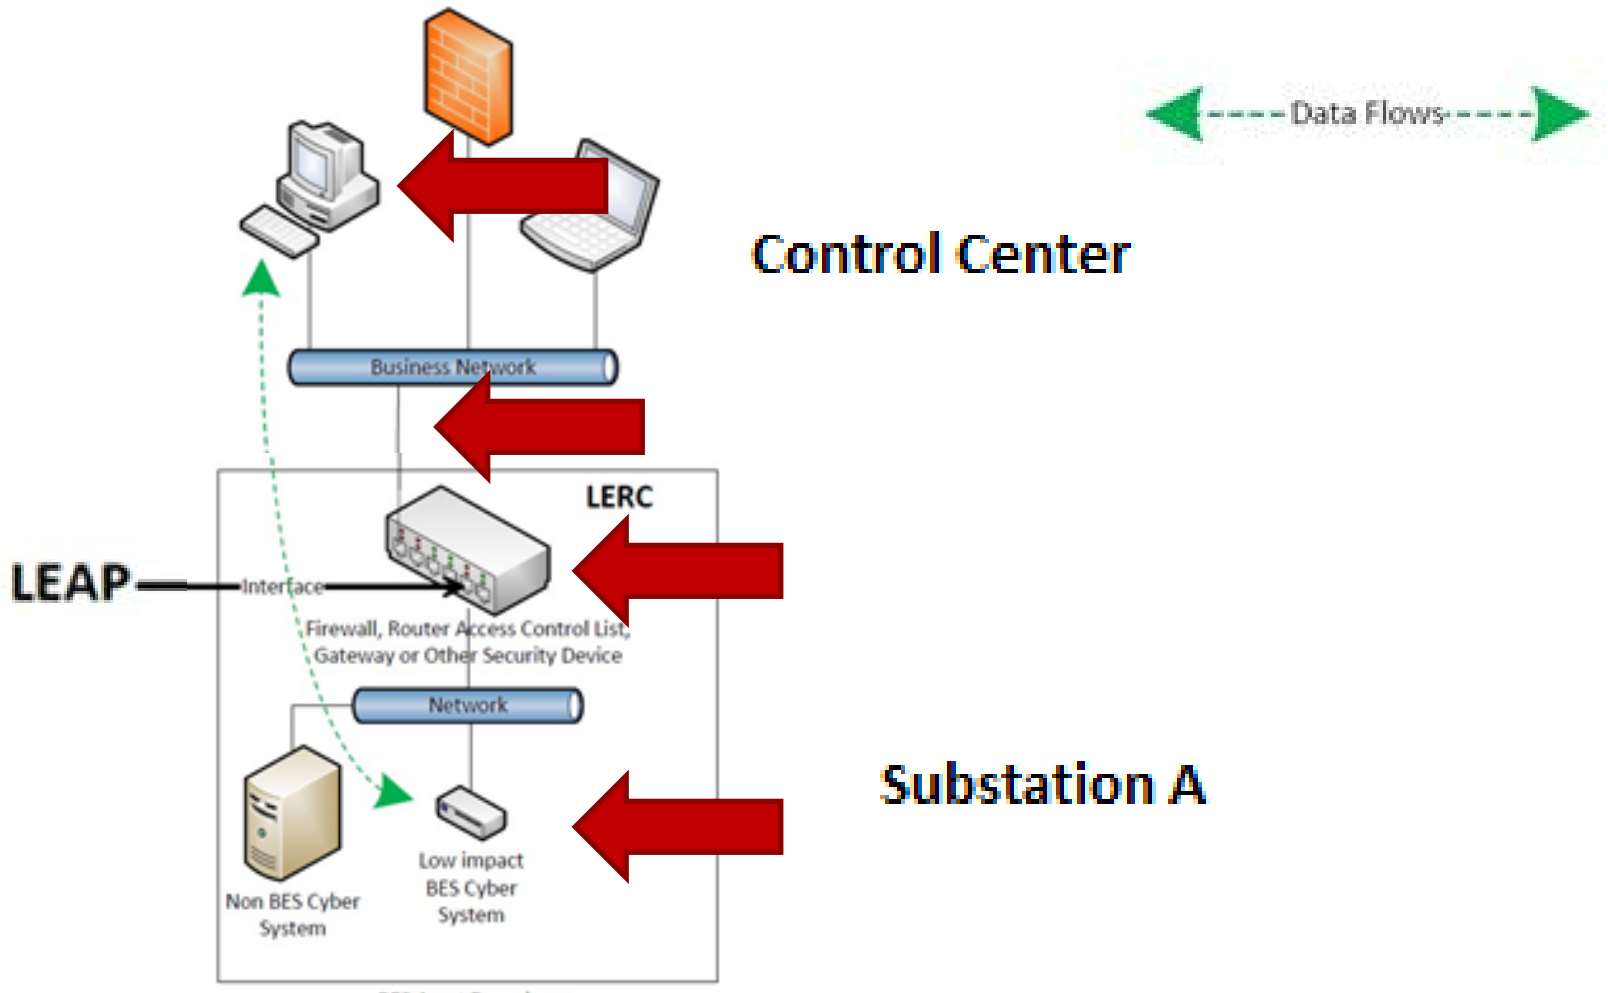 Data Flows
Control Center
Business Network
LERC
LEAP
Interface
Firewall, Router Access Control List,
Gateway or Other Security Device
Network
Substation A
Low impact
BES Cyber
System
Non BES Cyber
System